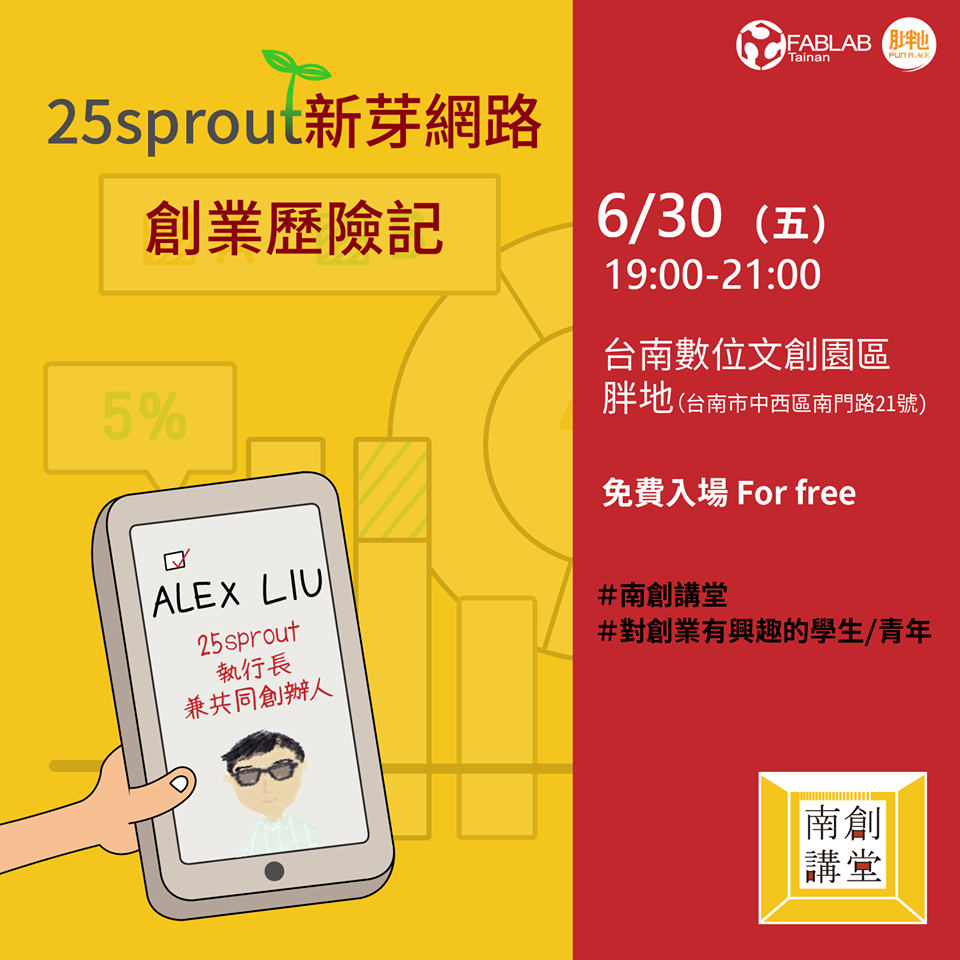 25sprout新芽網路
創業歷險記
5%
ALEX LIU
25sprout
執行長
兼共同創辦人
FABLAB
Tainan
胖地
PUN PLACE
6/30（五）
19:00-21:00
台南數位文創園區
胖地(台南市中西區南門路21號)
免費入場 For free
#南創講堂
#對創業有興趣的學生/青年
南創
講堂